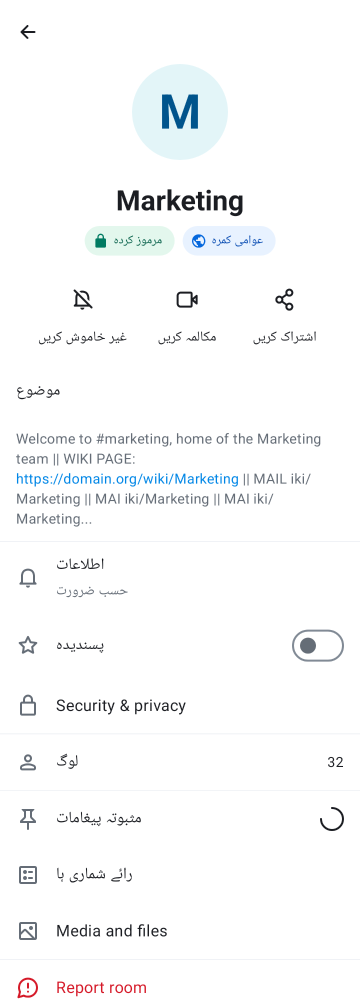 M
Marketing
مرموز کردہ
عوامی کمرہ
غیر خاموش کریں
مکالمہ کریں
اشتراک کریں
موضوع
Welcome to #marketing, home of the Marketing
team || WIKI PAGE:
https://domain.org/wiki/Marketing || MAIL iki/
Marketing || MAI iki/Marketing || MAI iki/
Marketing...
اطلاعات
حسب ضرورت
پسندیدہ
Security & privacy
لوگ
32
مثبوتہ پیغامات
رائے شماری ہا
Media and files
Report room